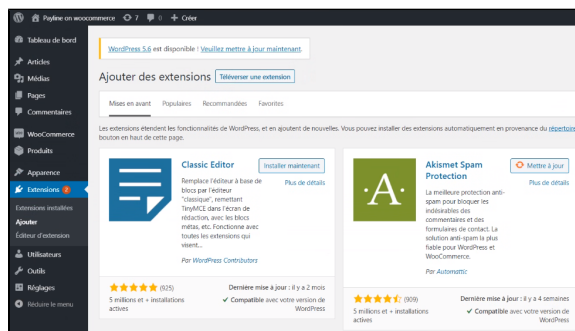 Payline on woocommerce 7 0 Créer
Tableau de bord
Articles
Médias
Pages
Commentaires
WooCommerce
Produits
Apparence
Extensions 2
Extensions installées
Ajouter
Éditeur d'extension
Utilisateurs
Outils
Réglages
Réduire le menu
WordPress 5.6 est disponible ! Veuillez mettre à jour maintenant.
Ajouter des extensions Téléverser une extension
Mises en avant Populaires Recommandées Favorites
Les extensions étendent les fonctionnalités de WordPress, et en ajoutent de nouvelles. Vous pouvez installer des extensions automatiquement en provenance du répertoire
bouton en haut de cette page.
Classic Editor Installer maintenant
Plus de détails
Remplace l'éditeur à base de
blocs par l'éditeur
"classique", remettant
TinyMCE dans l'écran de
rédaction, avec les blocs
métas, etc. Fonctionne avec
toutes les extensions qui
visent...
Par WordPress Contributors
(925) Dernière mise à jour : il y a 2 mois
5 millions et + installations
actives
Compatible avec votre version de
WordPress
·A·
Akismet Spam
Protection
Mettre à jour
Plus de détails
La meilleure protection anti-
spam pour bloquer les
indésirables des
commentaires et des
formulaires de contact. La
solution anti-spam la plus
fiable pour WordPress et
WooCommerce.
Par Automattic
(909) Dernière mise à jour : il y a 4 semaines
5 millions et + installations
actives
Compatible avec votre version de
WordPress